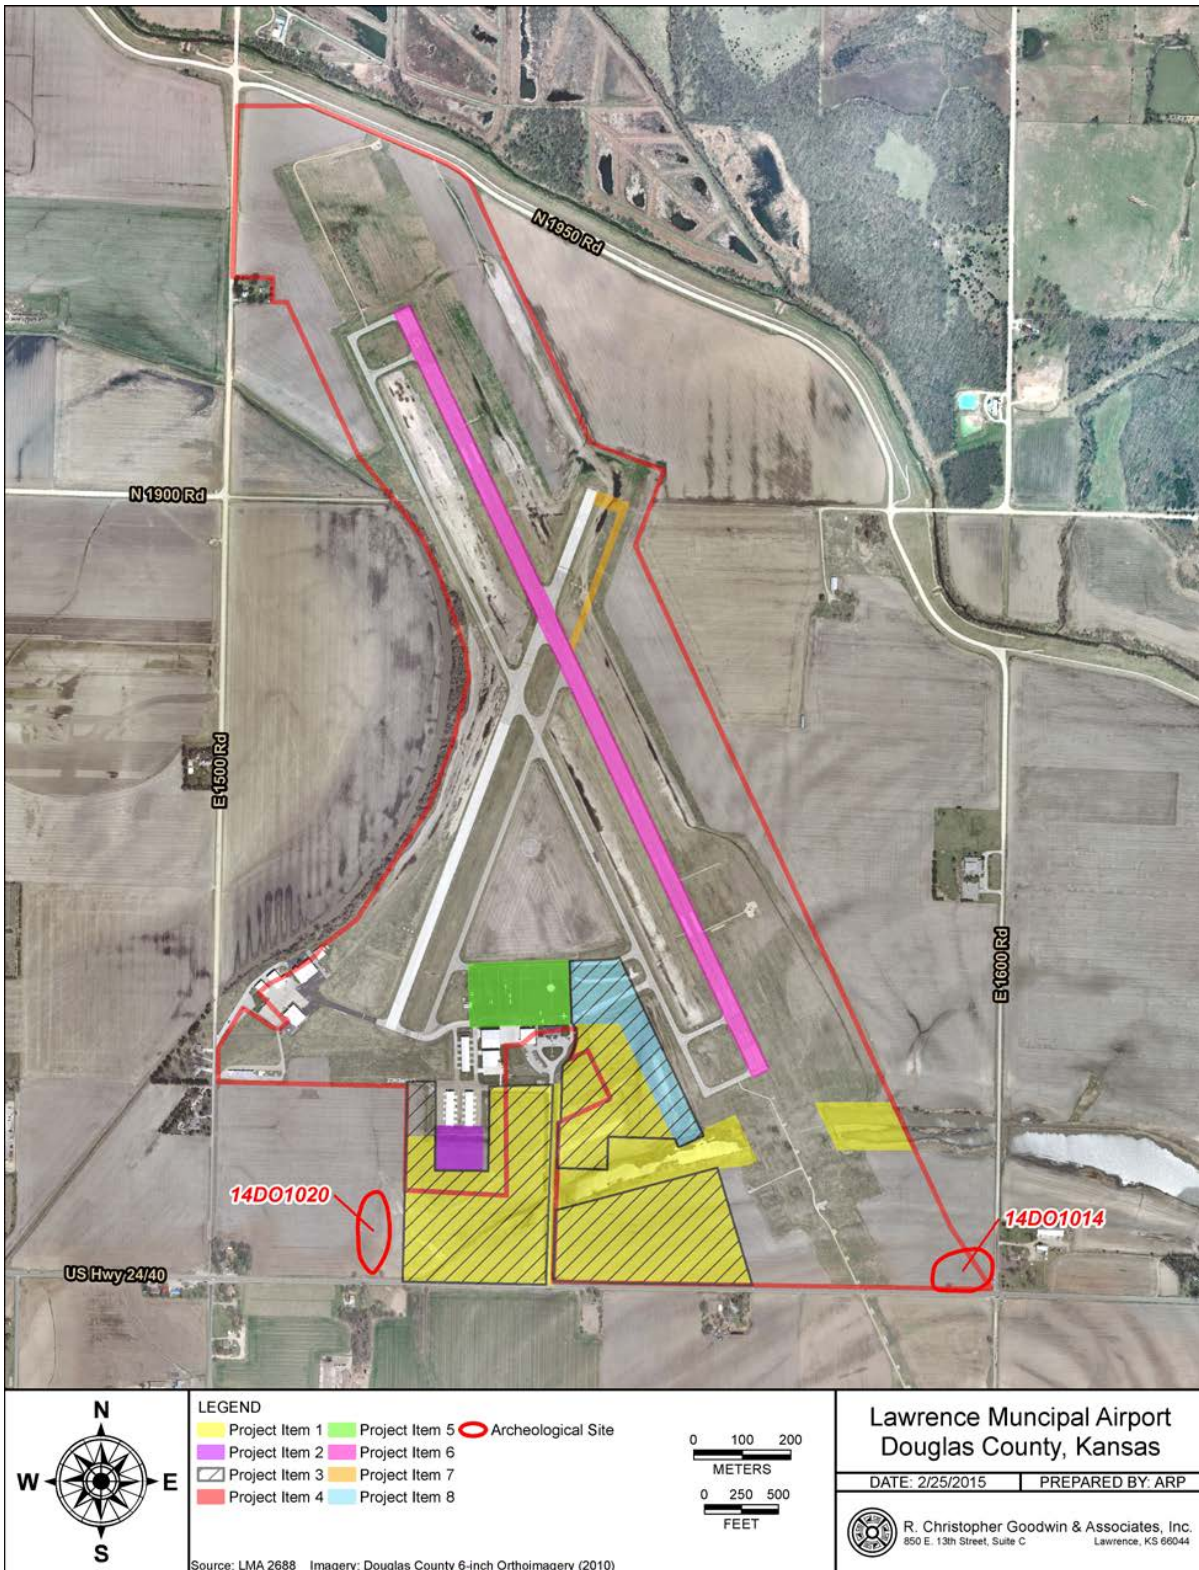 N 1950 Rd
N 1900 Rd
E 1500 Rd
E 1600 Rd
14DO1020
14DO1014
US Hwy 24/40
N
W
E
S
LEGEND
Project Item 1
Project Item 2
Project Item 3
Project Item 4
Project Item 5
Project Item 6
Project Item 7
Project Item 8
Archeological Site
0 100 200
METERS
0 250 500
FEET
Source: LMA 2688 Imagery: Douglas County 6-inch Orthoimagery (2010)
Lawrence Muncipal Airport
Douglas County, Kansas
DATE: 2/25/2015
PREPARED BY: ARP
R. Christopher Goodwin & Associates, Inc.
850 E. 13th Street, Suite C
Lawrence, KS 66044